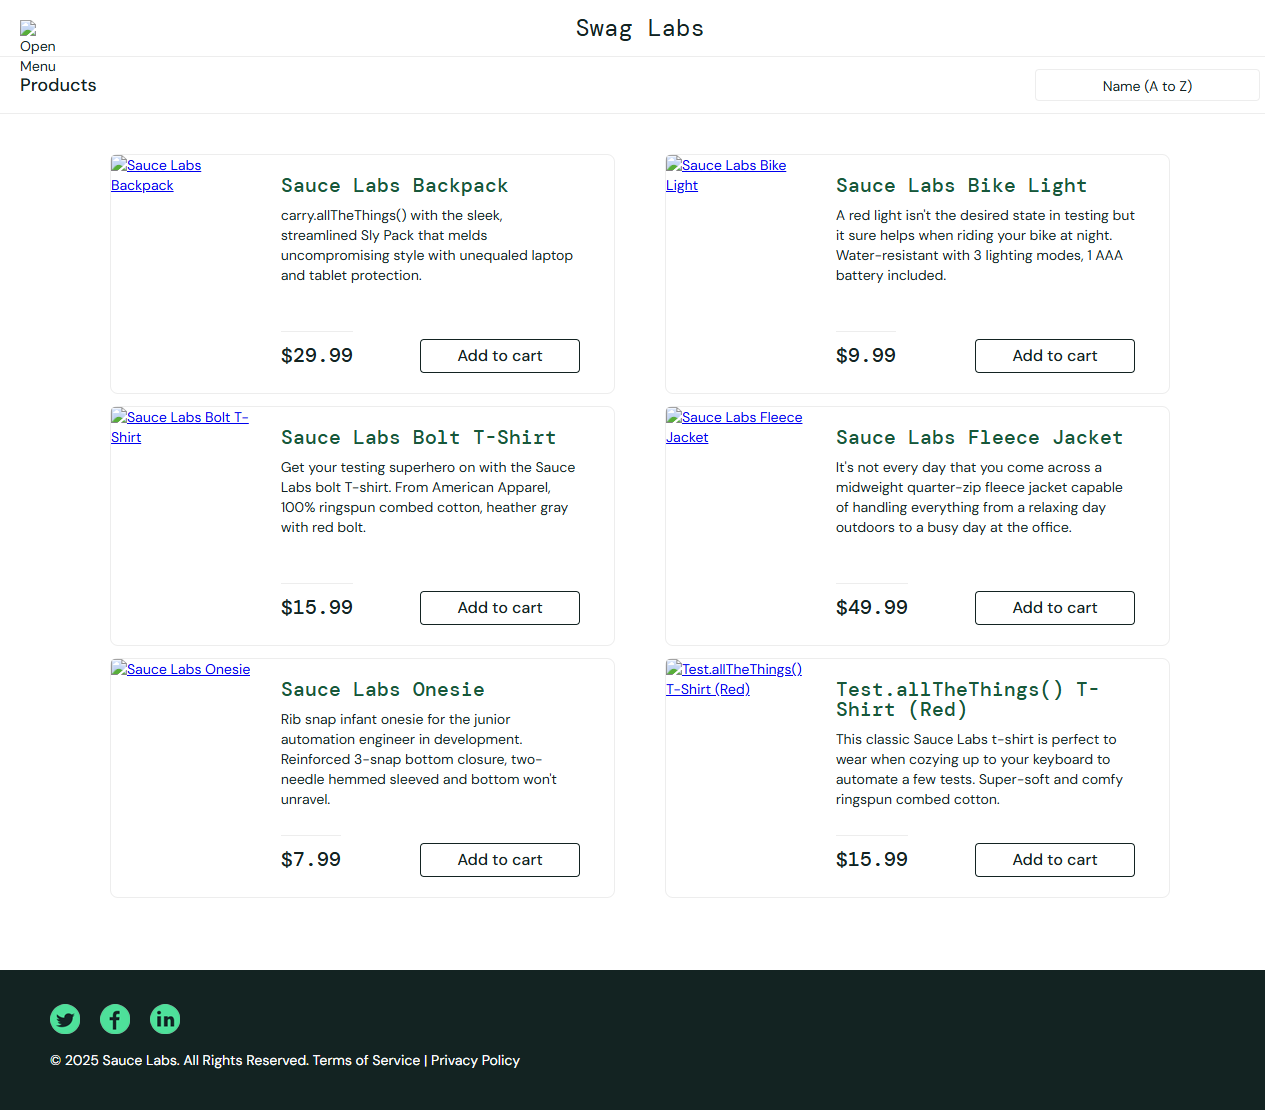 Swag Labs
Open
Menu
Products
Name (A to Z)
Sauce Labs
Backpack
Sauce Labs Backpack
carry.allTheThings() with the sleek,
streamlined Sly Pack that melds
uncompromising style with unequaled laptop
and tablet protection.
$29.99
Add to cart
Sauce Labs Bike
Light
Sauce Labs Bike Light
A red light isn't the desired state in testing but
it sure helps when riding your bike at night.
Water-resistant with 3 lighting modes, 1 AAA
battery included.
$9.99
Add to cart
Sauce Labs Bolt T-
Shirt
Sauce Labs Bolt T-Shirt
Get your testing superhero on with the Sauce
Labs bolt T-shirt. From American Apparel,
100% ringspun combed cotton, heather gray
with red bolt.
$15.99
Add to cart
Sauce Labs Fleece
Jacket
Sauce Labs Fleece Jacket
It's not every day that you come across a
midweight quarter-zip fleece jacket capable
of handling everything from a relaxing day
outdoors to a busy day at the office.
$49.99
Add to cart
Sauce Labs Onesie
Sauce Labs Onesie
Rib snap infant onesie for the junior
automation engineer in development.
Reinforced 3-snap bottom closure, two-
needle hemmed sleeved and bottom won't
unravel.
$7.99
Add to cart
Test.allTheThings()
T-Shirt (Red)
Test.allTheThings() T-
Shirt (Red)
This classic Sauce Labs t-shirt is perfect to
wear when cozying up to your keyboard to
automate a few tests. Super-soft and comfy
ringspun combed cotton.
$15.99
Add to cart
© 2025 Sauce Labs. All Rights Reserved. Terms of Service | Privacy Policy